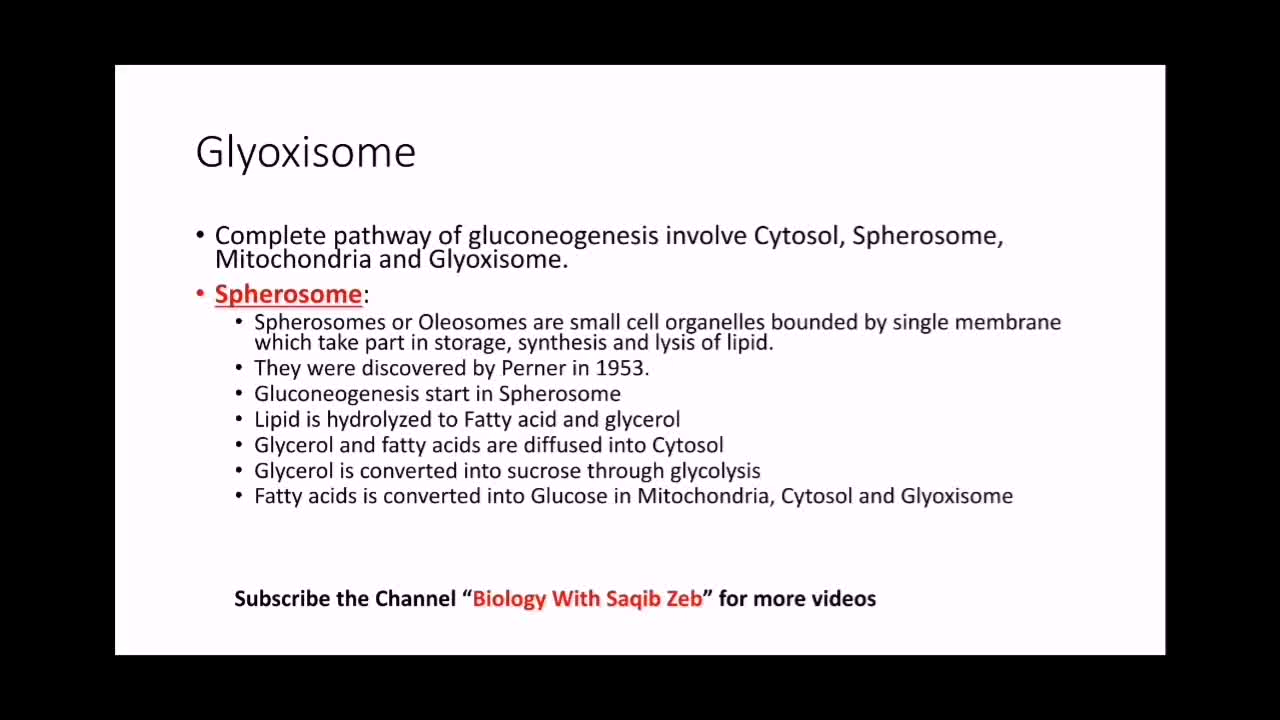 Glyoxisome
• Complete pathway of gluconeogenesis involve Cytosol, Spherosome,
Mitochondria and Glyoxisome.
• Spherosome:
• Spherosomes or Oleosomes are small cell organelles bounded by single membrane
which take part in storage, synthesis and lysis of lipid.
• They were discovered by Perner in 1953.
• Gluconeogenesis start in Spherosome
• Lipid is hydrolyzed to Fatty acid and glycerol
• Glycerol and fatty acids are diffused into Cytosol
• Glycerol is converted into sucrose through glycolysis
• Fatty acids is converted into Glucose in Mitochondria, Cytosol and Glyoxisome
Subscribe the Channel “Biology With Saqib Zeb” for more videos